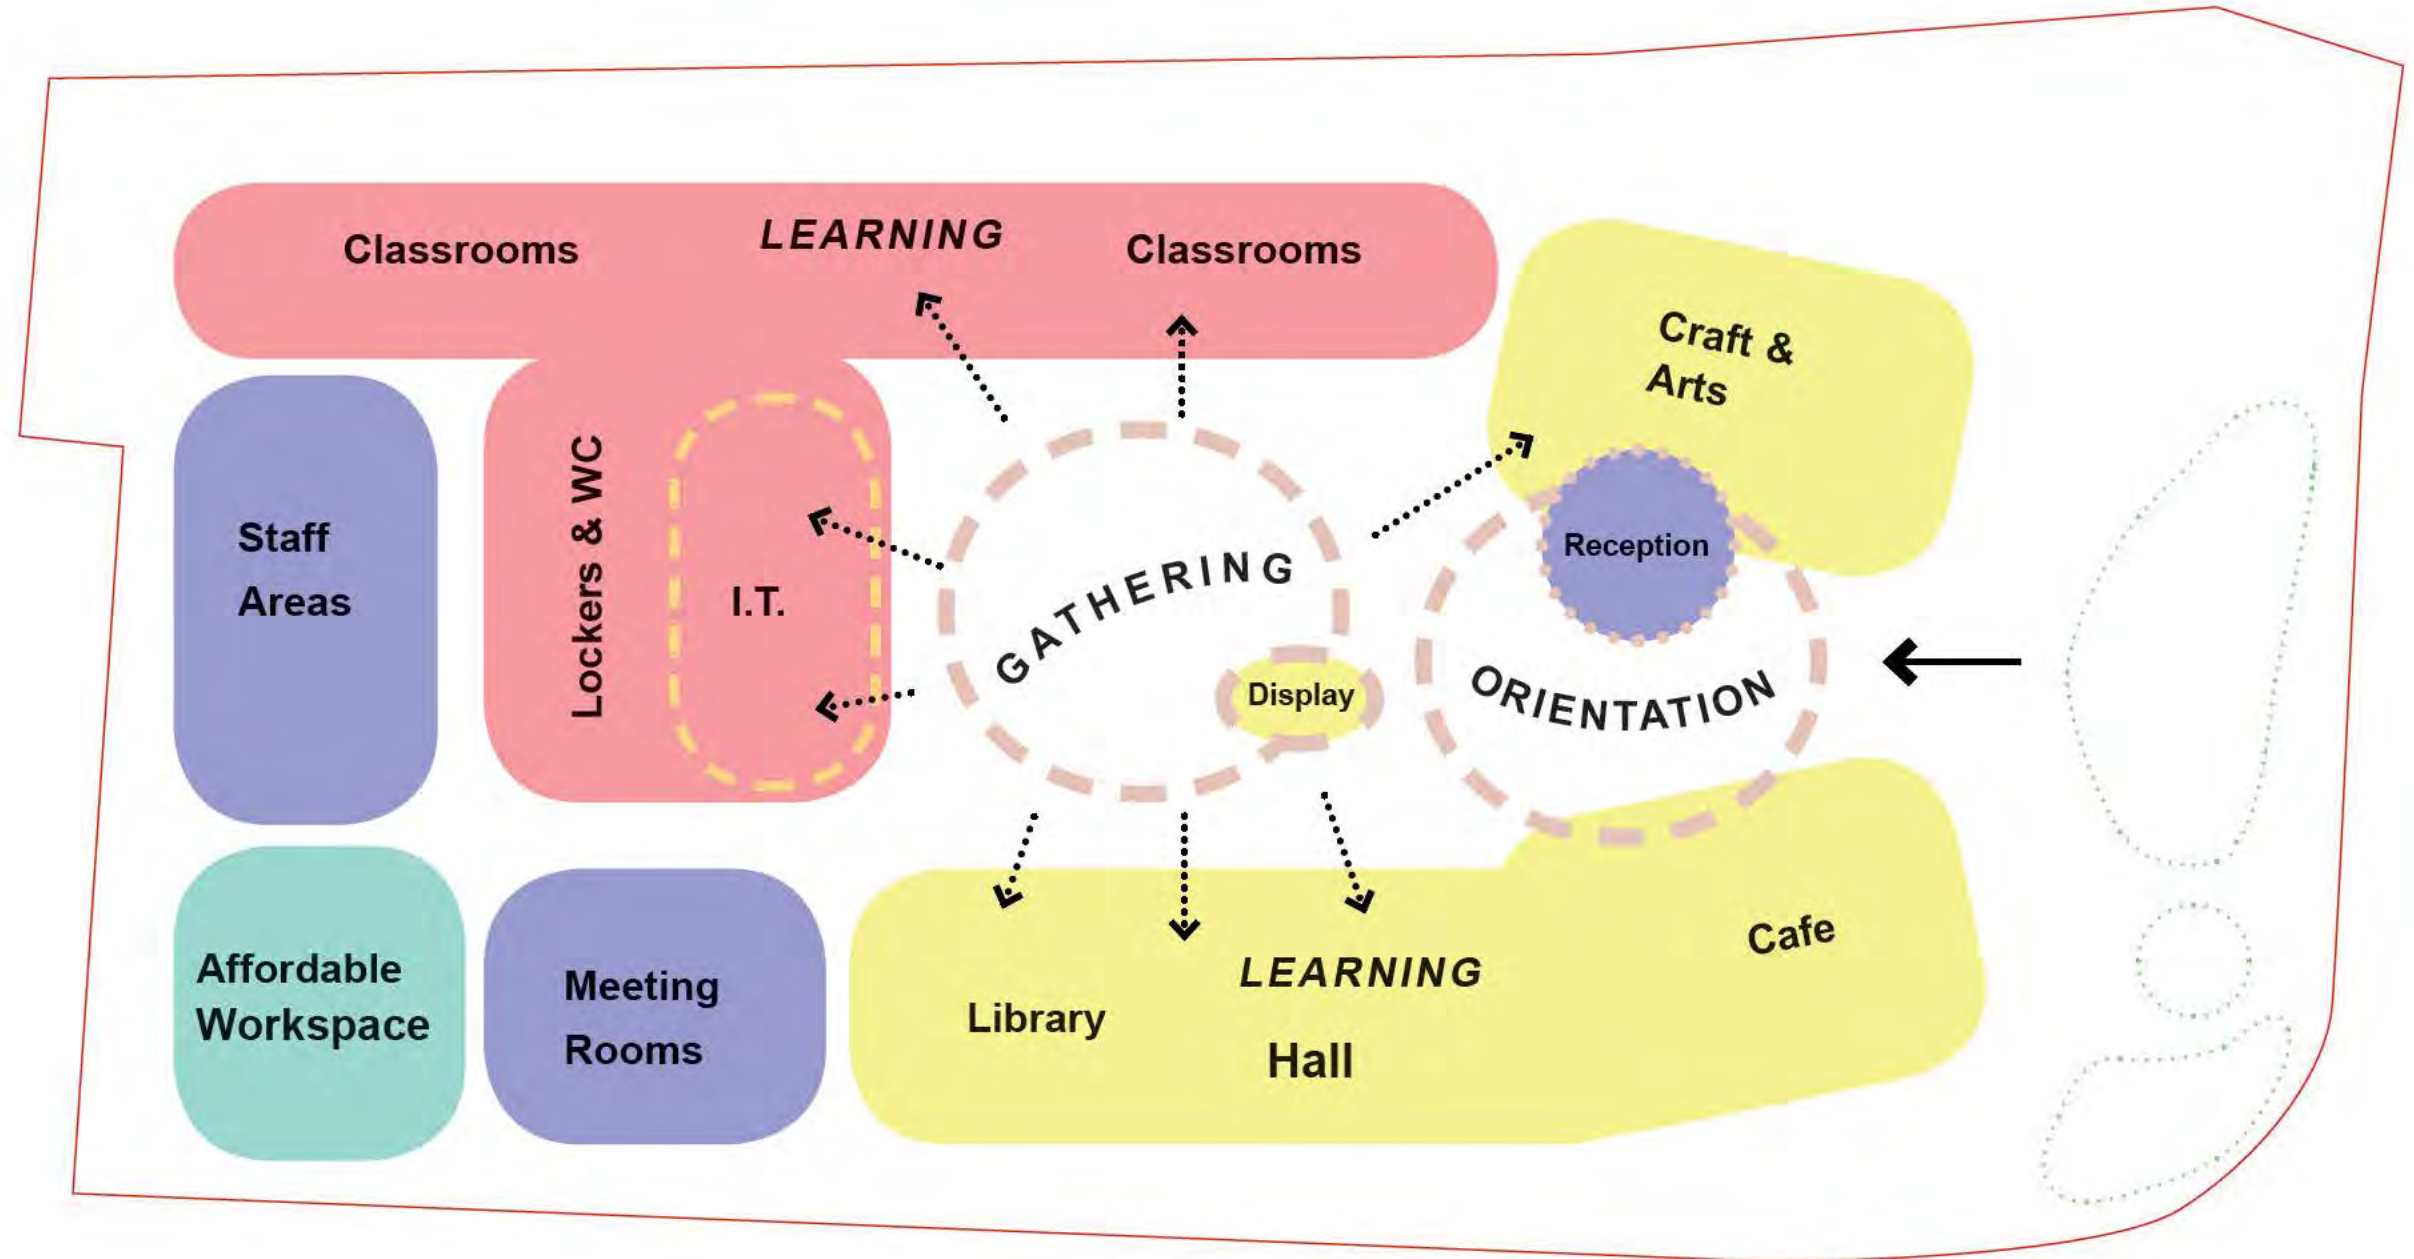 Classrooms
LEARNING
Classrooms
Craft &
Arts
Staff
Areas
Lockers & WC
I.T.
GATHERING
Display
Reception
ORIENTATION
Affordable
Workspace
Meeting
Rooms
Library
LEARNING
Hall
Cafe